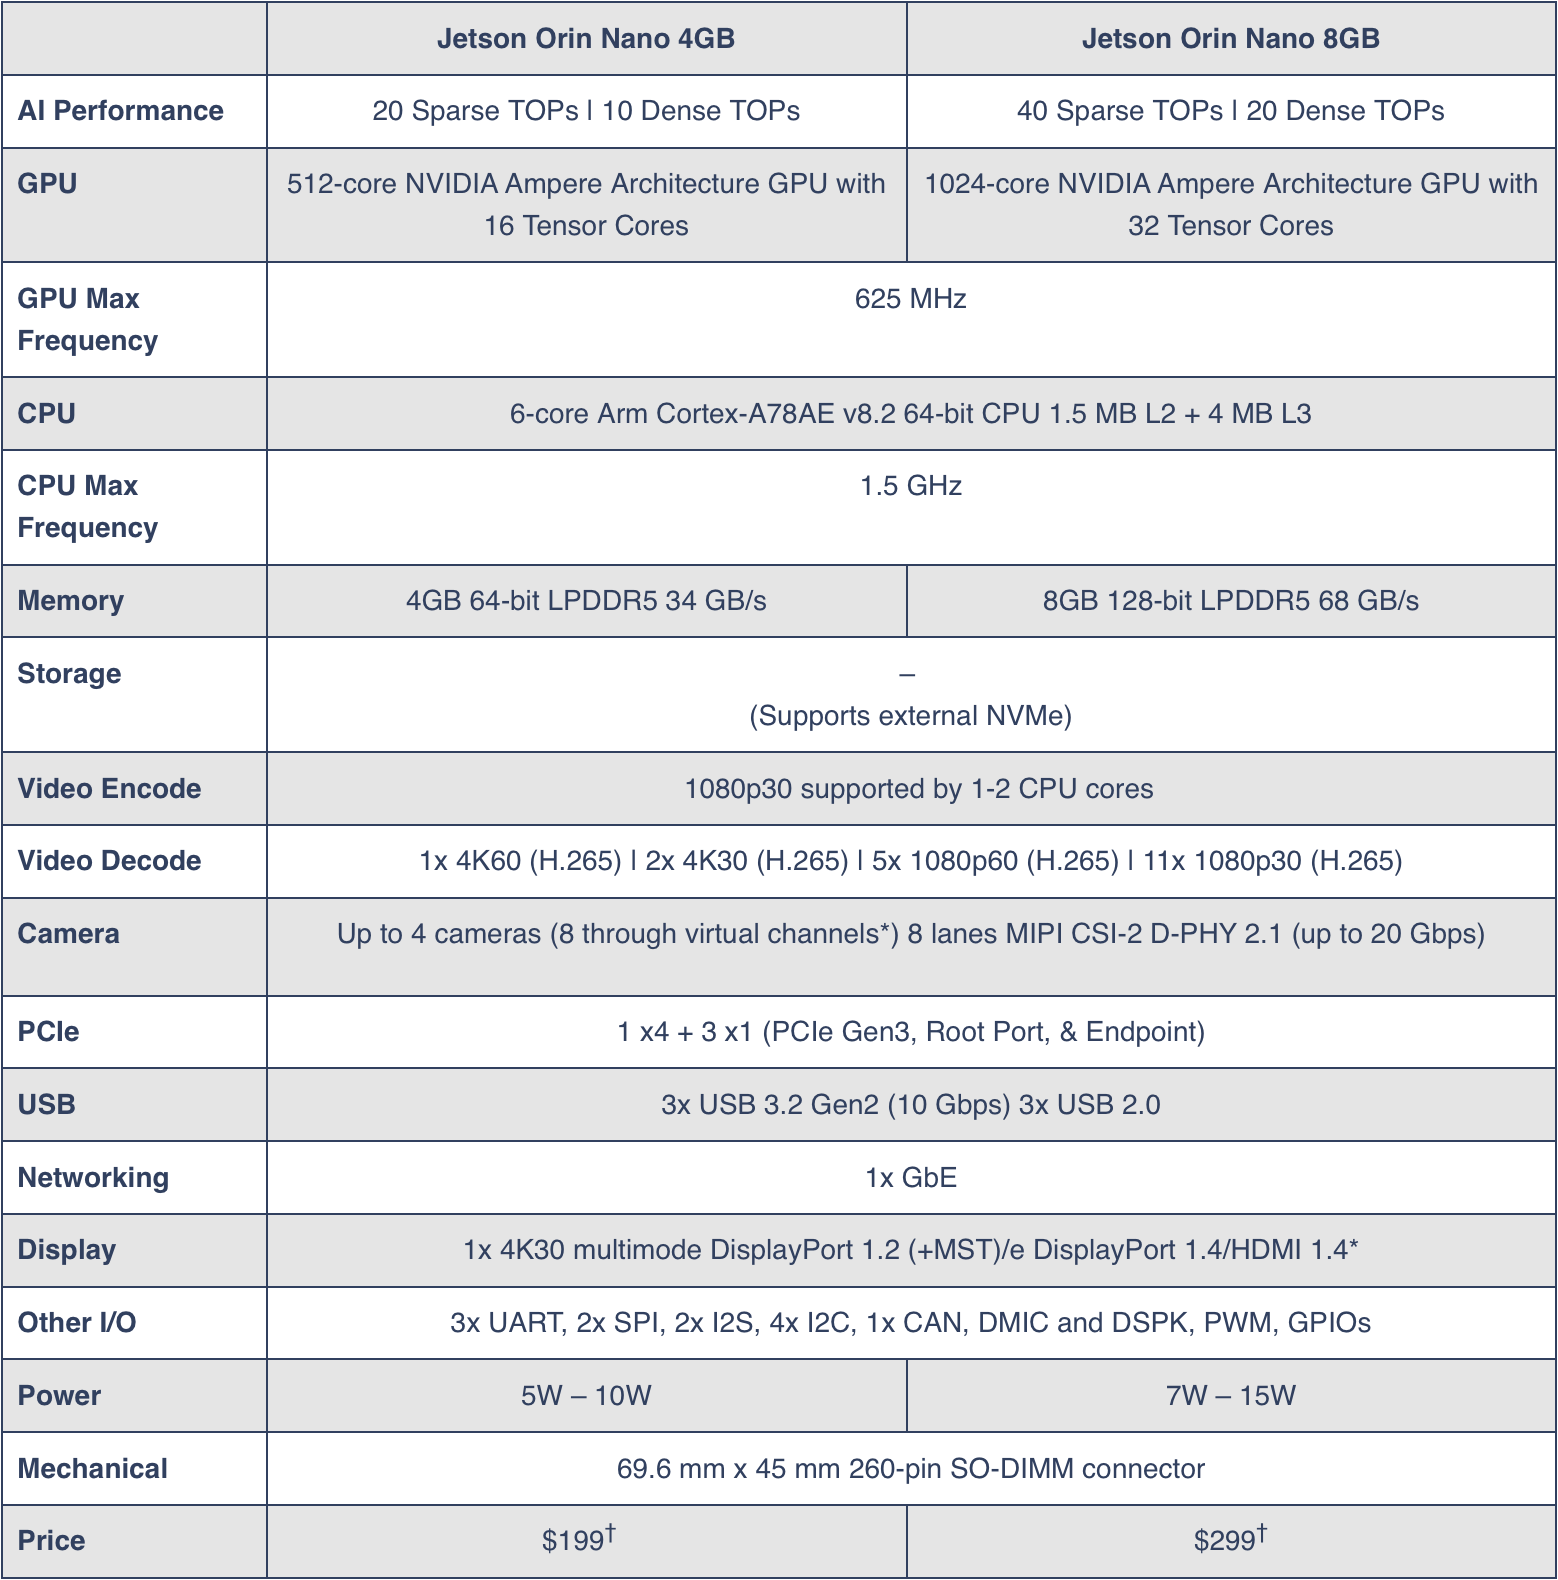 Jetson Orin Nano 4GB
Jetson Orin Nano 8GB
AI Performance
20 Sparse TOPs | 10 Dense TOPs
40 Sparse TOPs | 20 Dense TOPs
GPU
512-core NVIDIA Ampere Architecture GPU with
16 Tensor Cores
1024-core NVIDIA Ampere Architecture GPU with
32 Tensor Cores
GPU Max
Frequency
625 MHz
CPU
6-core Arm Cortex-A78AE v8.2 64-bit CPU 1.5 MB L2 + 4 MB L3
CPU Max
Frequency
1.5 GHz
Memory
4GB 64-bit LPDDR5 34 GB/s
8GB 128-bit LPDDR5 68 GB/s
Storage
–
(Supports external NVMe)
Video Encode
1080p30 supported by 1-2 CPU cores
Video Decode
1x 4K60 (H.265) | 2x 4K30 (H.265) | 5x 1080p60 (H.265) | 11x 1080p30 (H.265)
Camera
Up to 4 cameras (8 through virtual channels*) 8 lanes MIPI CSI-2 D-PHY 2.1 (up to 20 Gbps)
PCIe
1 x4 + 3 x1 (PCIe Gen3, Root Port, & Endpoint)
USB
3x USB 3.2 Gen2 (10 Gbps) 3x USB 2.0
Networking
1x GbE
Display
1x 4K30 multimode DisplayPort 1.2 (+MST)/e DisplayPort 1.4/HDMI 1.4*
Other I/O
3x UART, 2x SPI, 2x I2S, 4x I2C, 1x CAN, DMIC and DSPK, PWM, GPIOs
Power
5W – 10W
7W – 15W
Mechanical
69.6 mm x 45 mm 260-pin SO-DIMM connector
Price
$199†
$299†